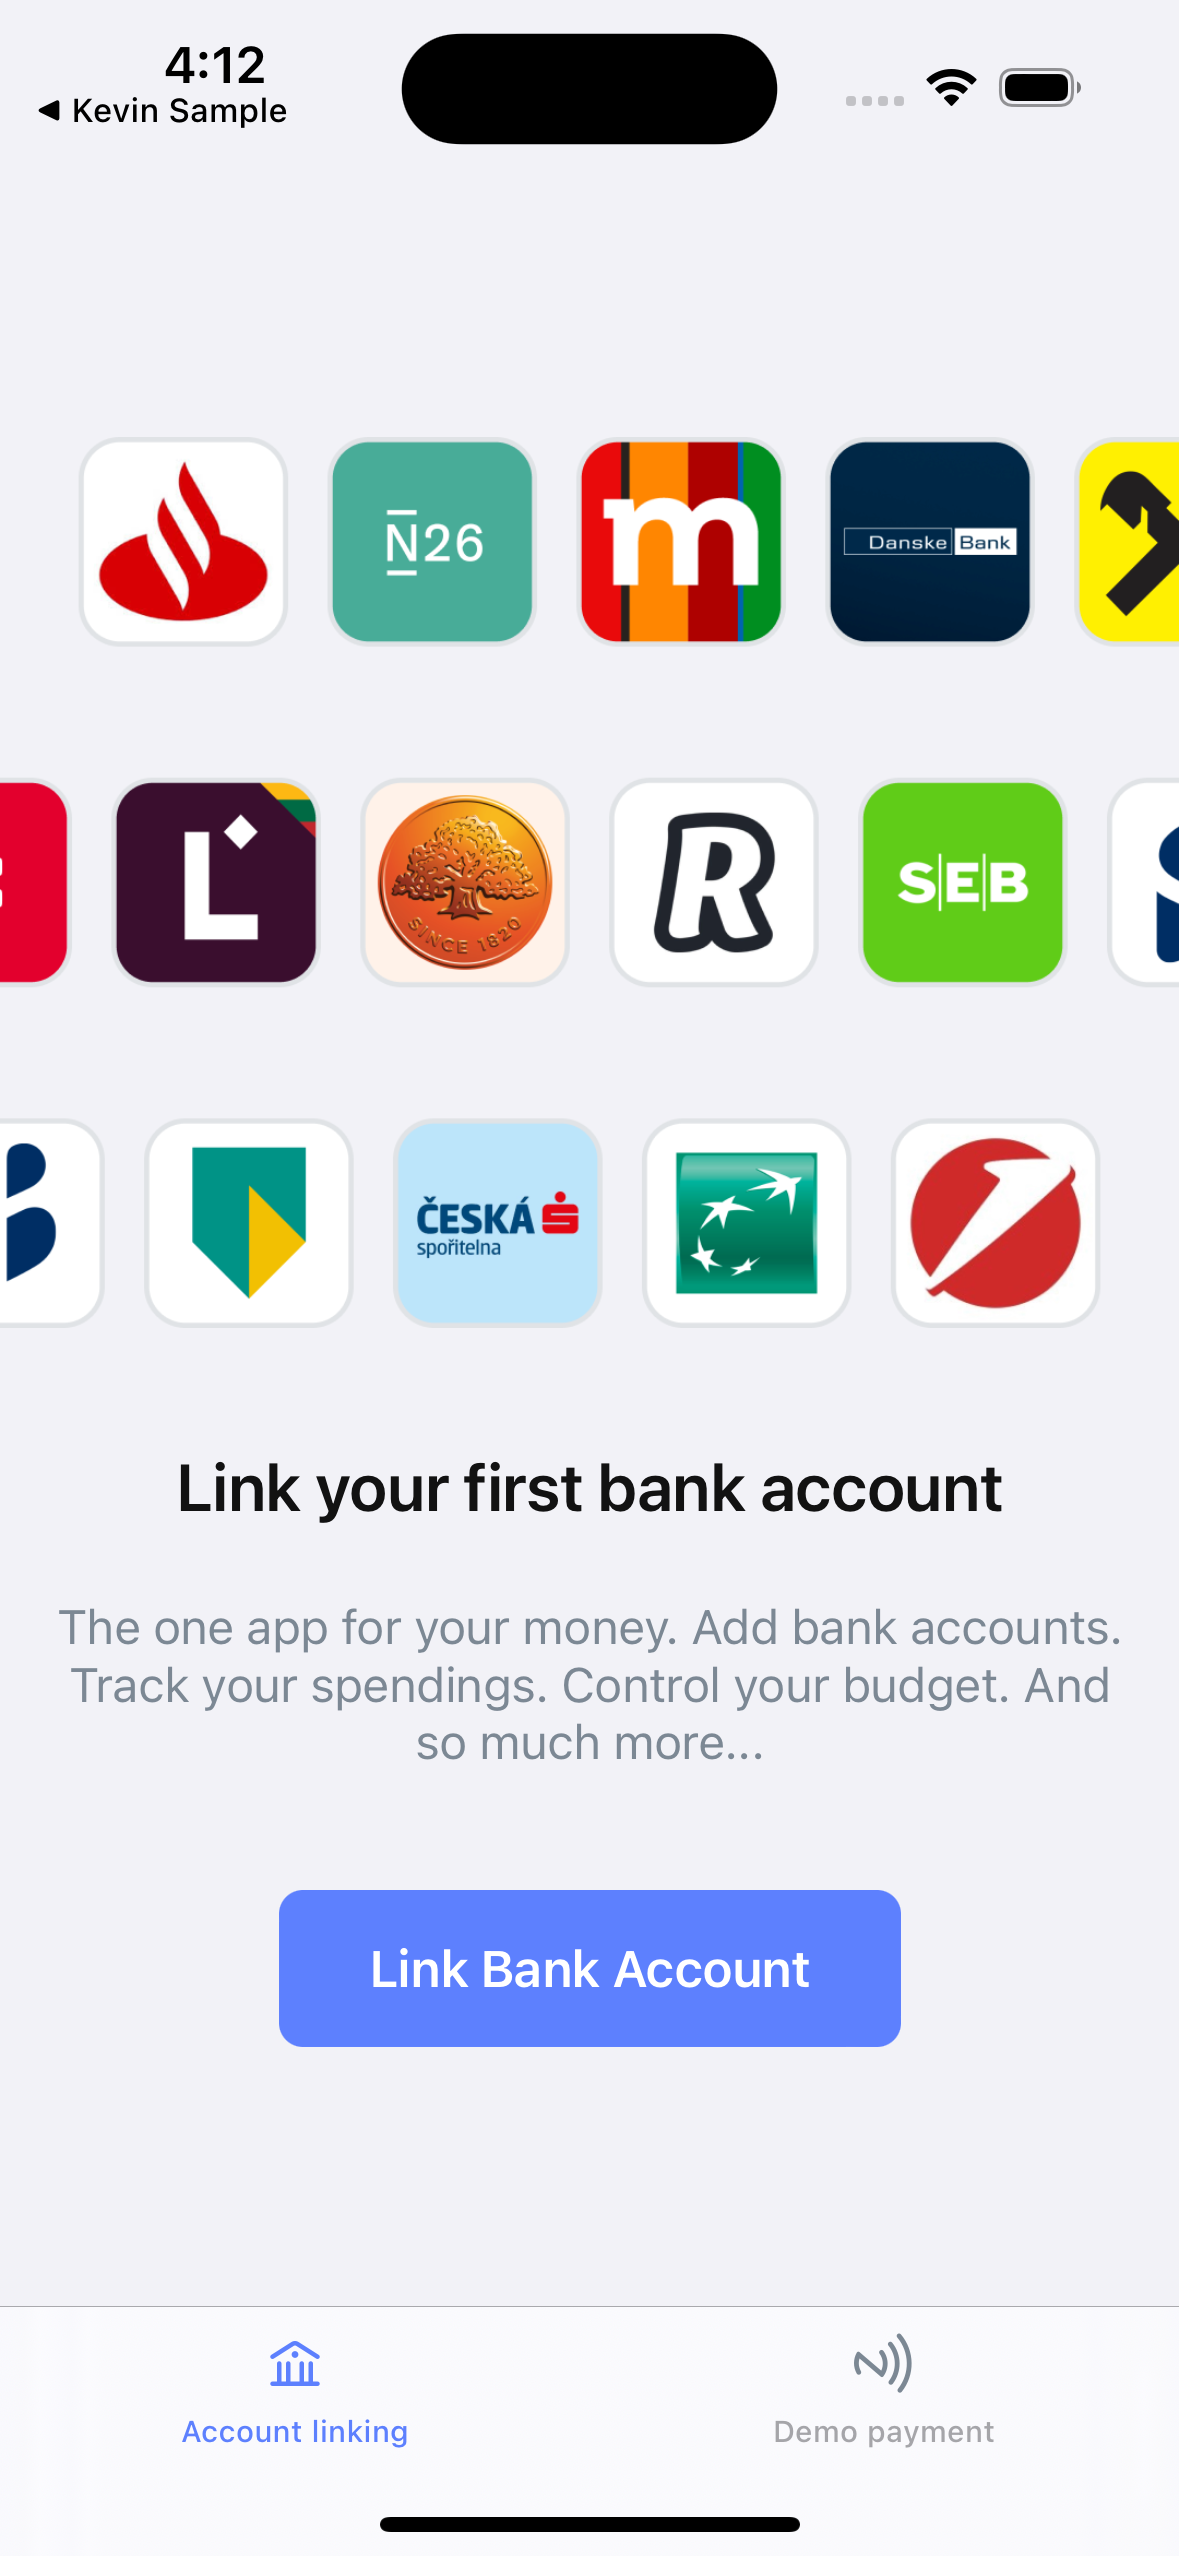 4:12
◀ Kevin Sample
N26
m
Danske Bank
L
SINCE 1820
R
S|E|B
ČESKÁ
spořitelna
Link your first bank account
The one app for your money. Add bank accounts.
Track your spendings. Control your budget. And
so much more...
Link Bank Account
Account linking
Demo payment